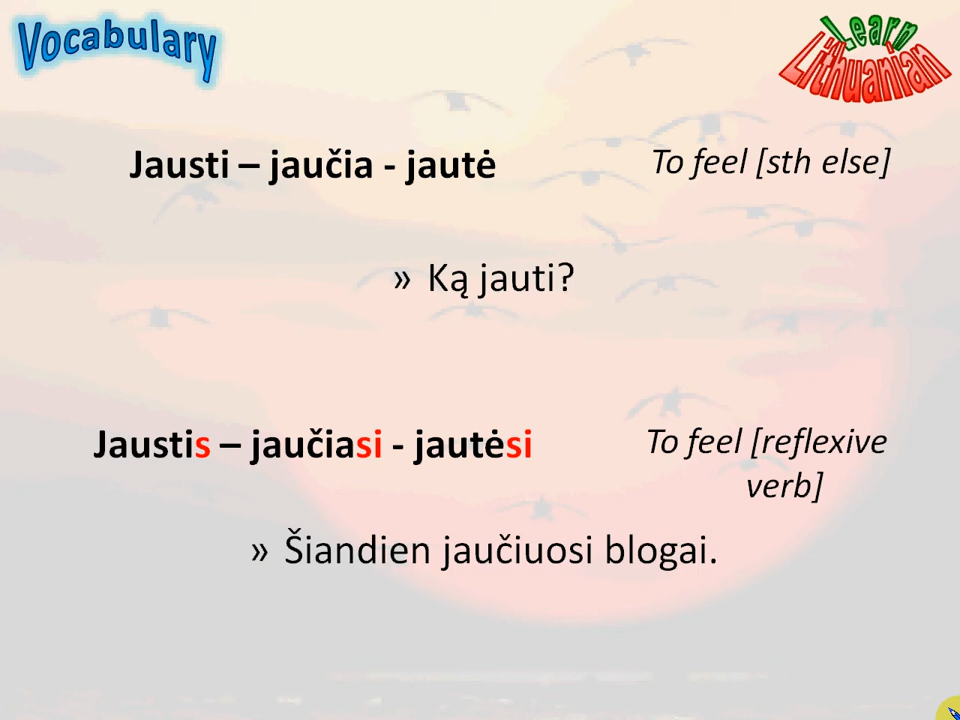 Vocabulary
Learn
Lithuanian
Jausti – jaučia - jautė
To feel [sth else]
» Ką jauti?
Jaustis – jaučiasi - jautėsi
To feel [reflexive
verb]
» Šiandien jaučiuosi blogai.